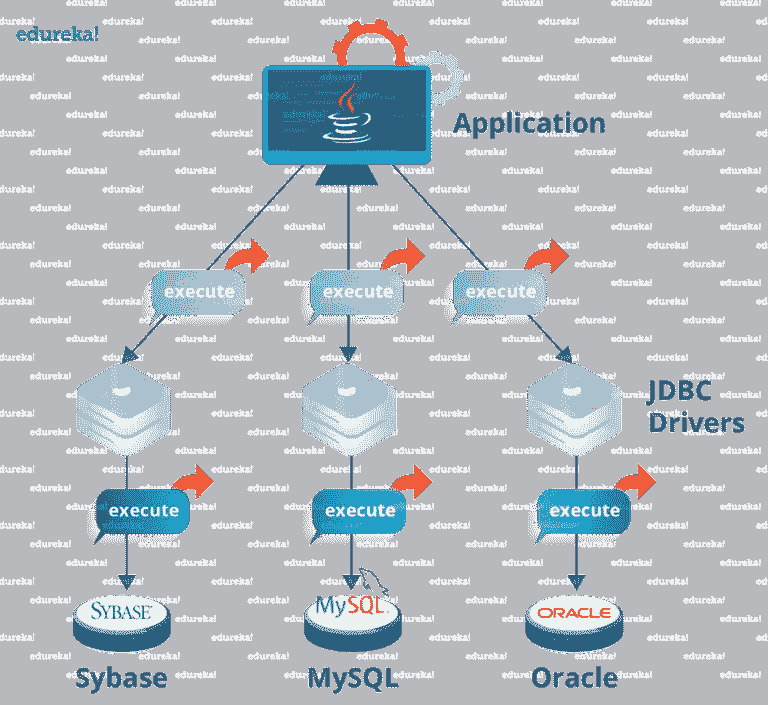 edureka!
Application
execute
execute
execute
JDBC
Drivers
execute
execute
execute
SYBASE
MySQL
ORACLE
Sybase
MySQL
Oracle